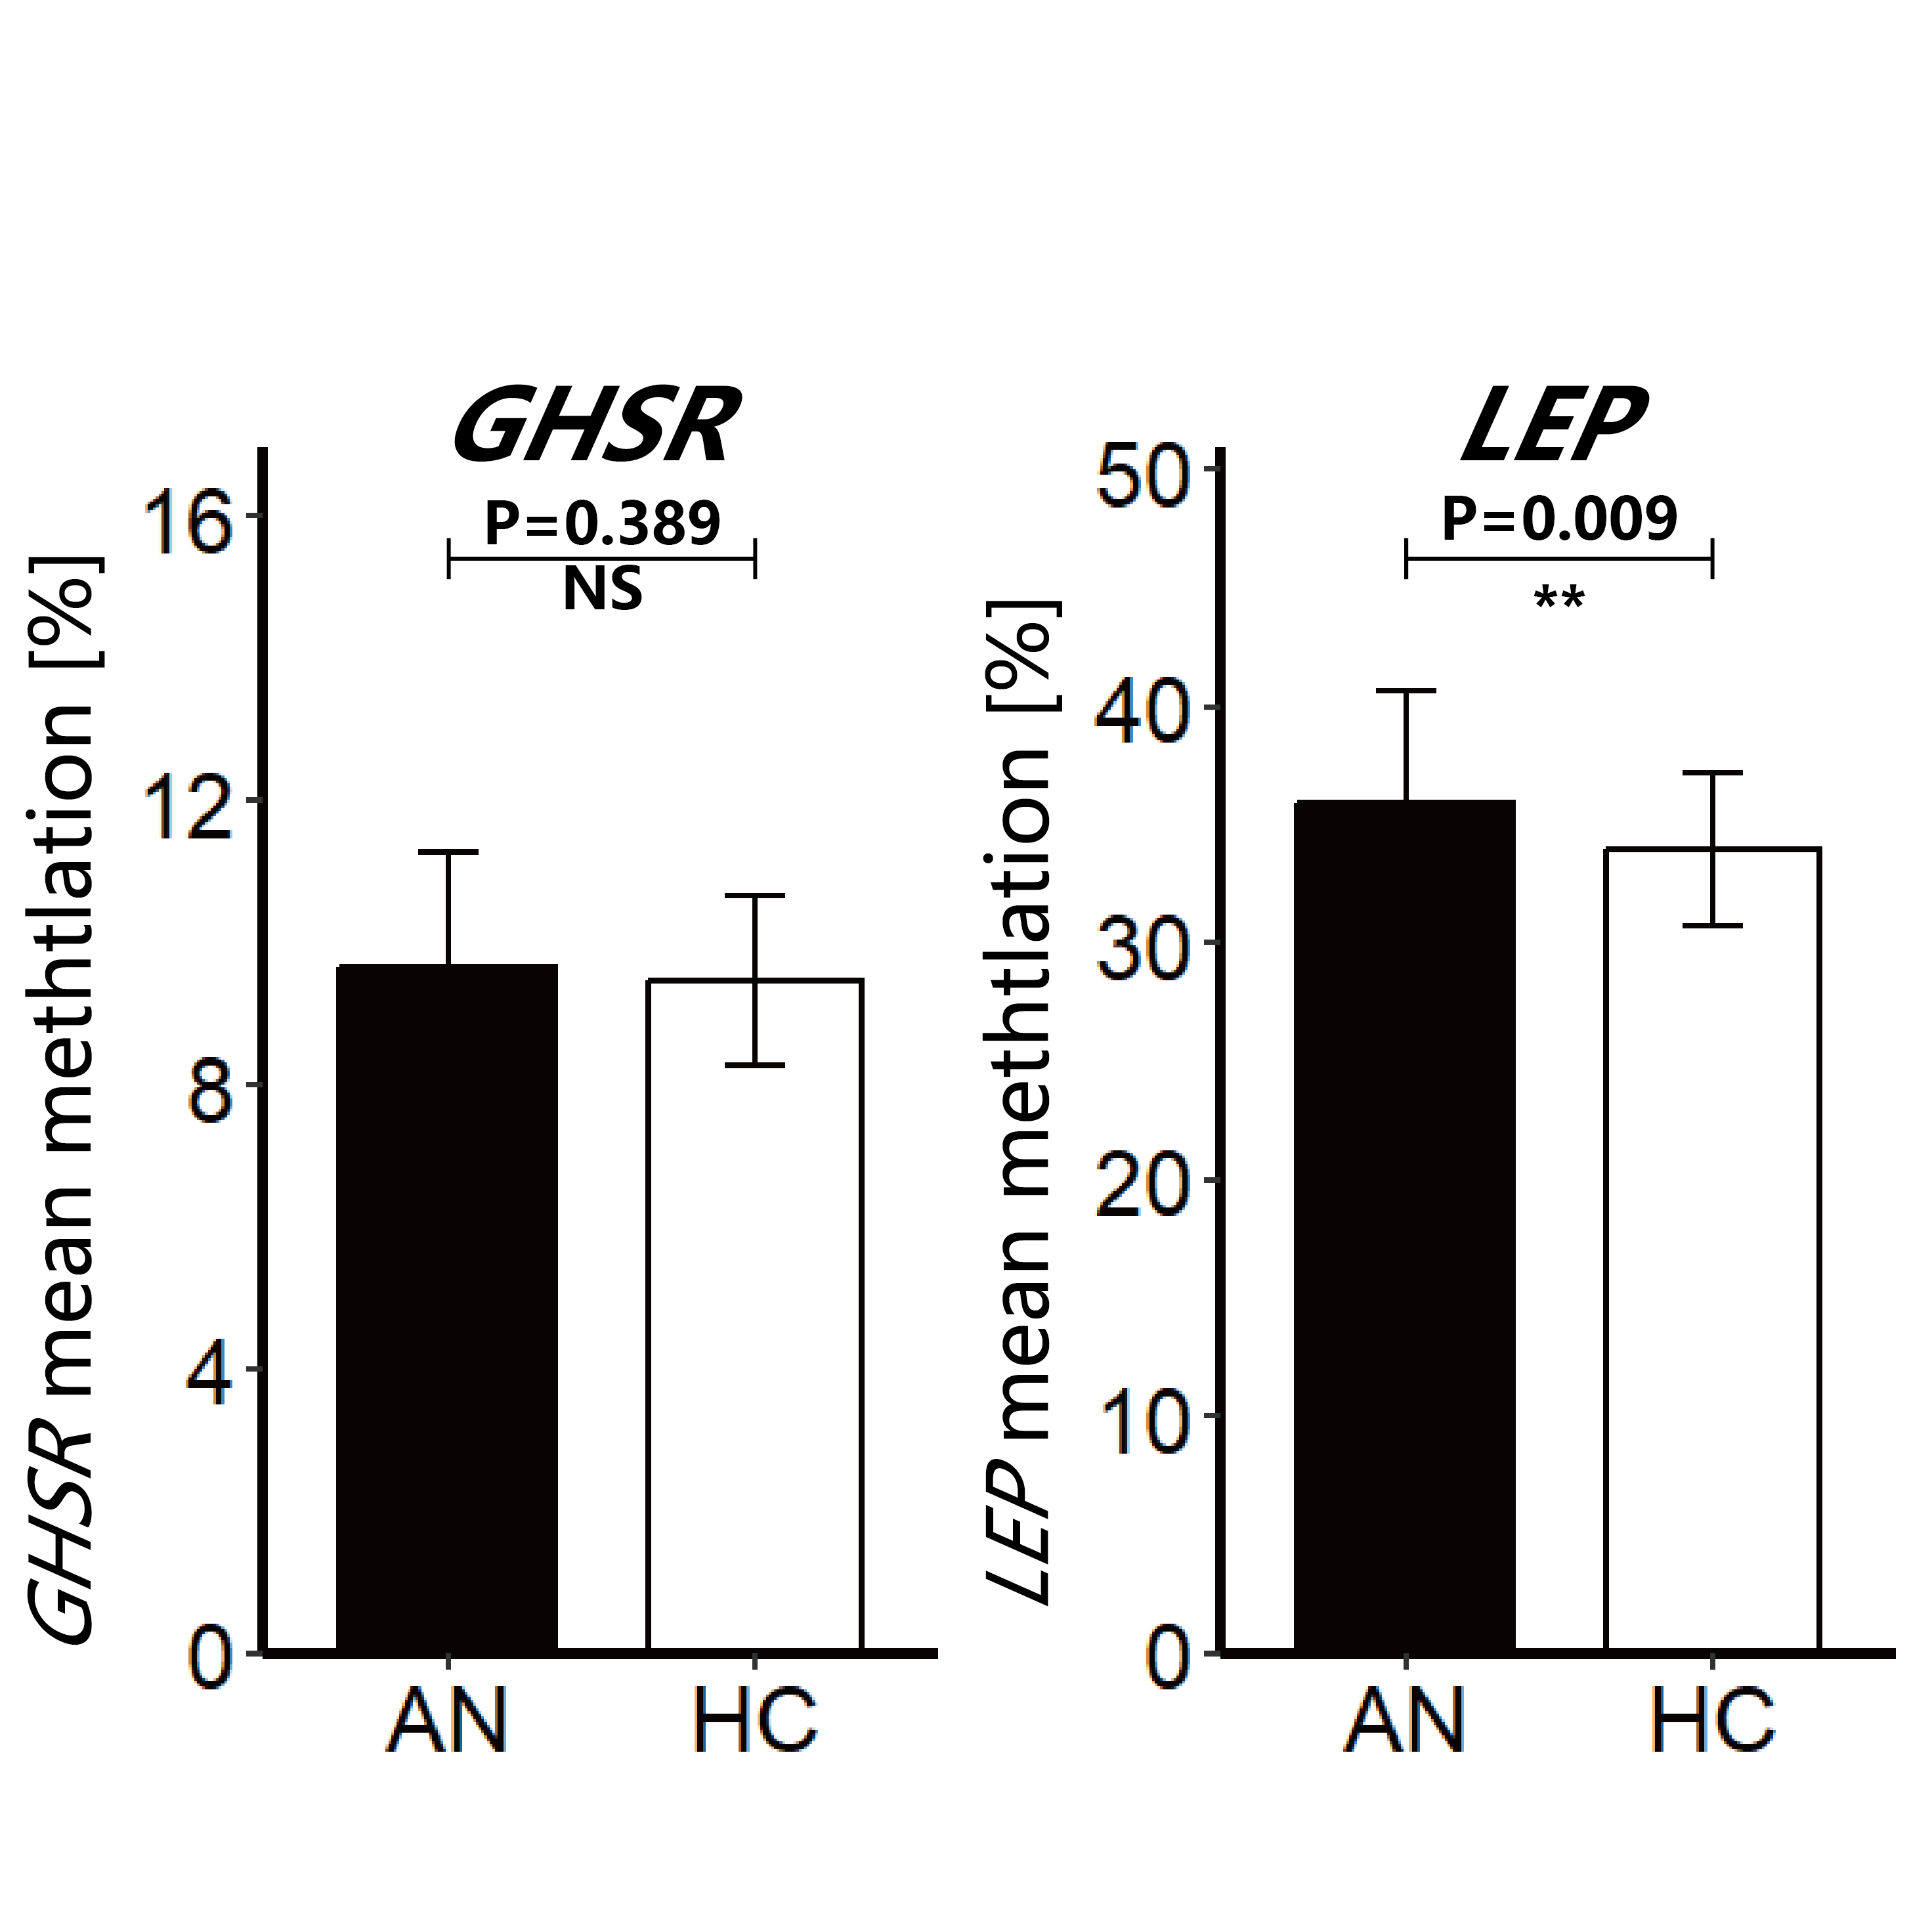 GHSR
P=0.389
NS
GHSR mean methtlation [%]
16
12
8
4
0
AN HC
LEP
P=0.009
**
LEP mean methtlation [%]
50
40
30
20
10
0
AN HC